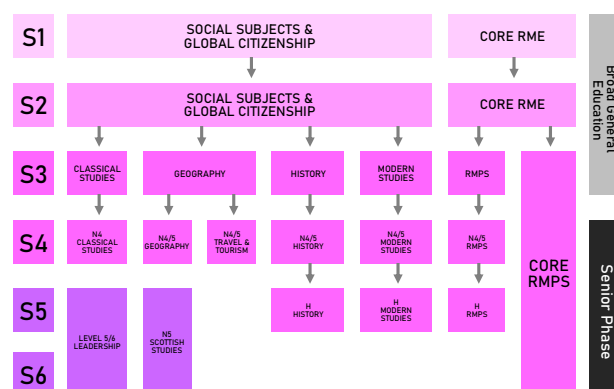 S1
SOCIAL SUBJECTS &
GLOBAL CITIZENSHIP
CORE RME
Broad General
Education
S2
SOCIAL SUBJECTS &
GLOBAL CITIZENSHIP
CORE RME
S3
CLASSICAL
STUDIES
GEOGRAPHY
HISTORY
MODERN
STUDIES
RMPS
CORE
RMPS
S4
N4
CLASSICAL
STUDIES
N4/5
GEOGRAPHY
N4/5
TRAVEL &
TOURISM
N4/5
HISTORY
N4/5
MODERN
STUDIES
N4/5
RMPS
Senior Phase
S5
LEVEL 5/6
LEADERSHIP
N5
SCOTTISH
STUDIES
H
HISTORY
H
MODERN
STUDIES
H
RMPS
S6